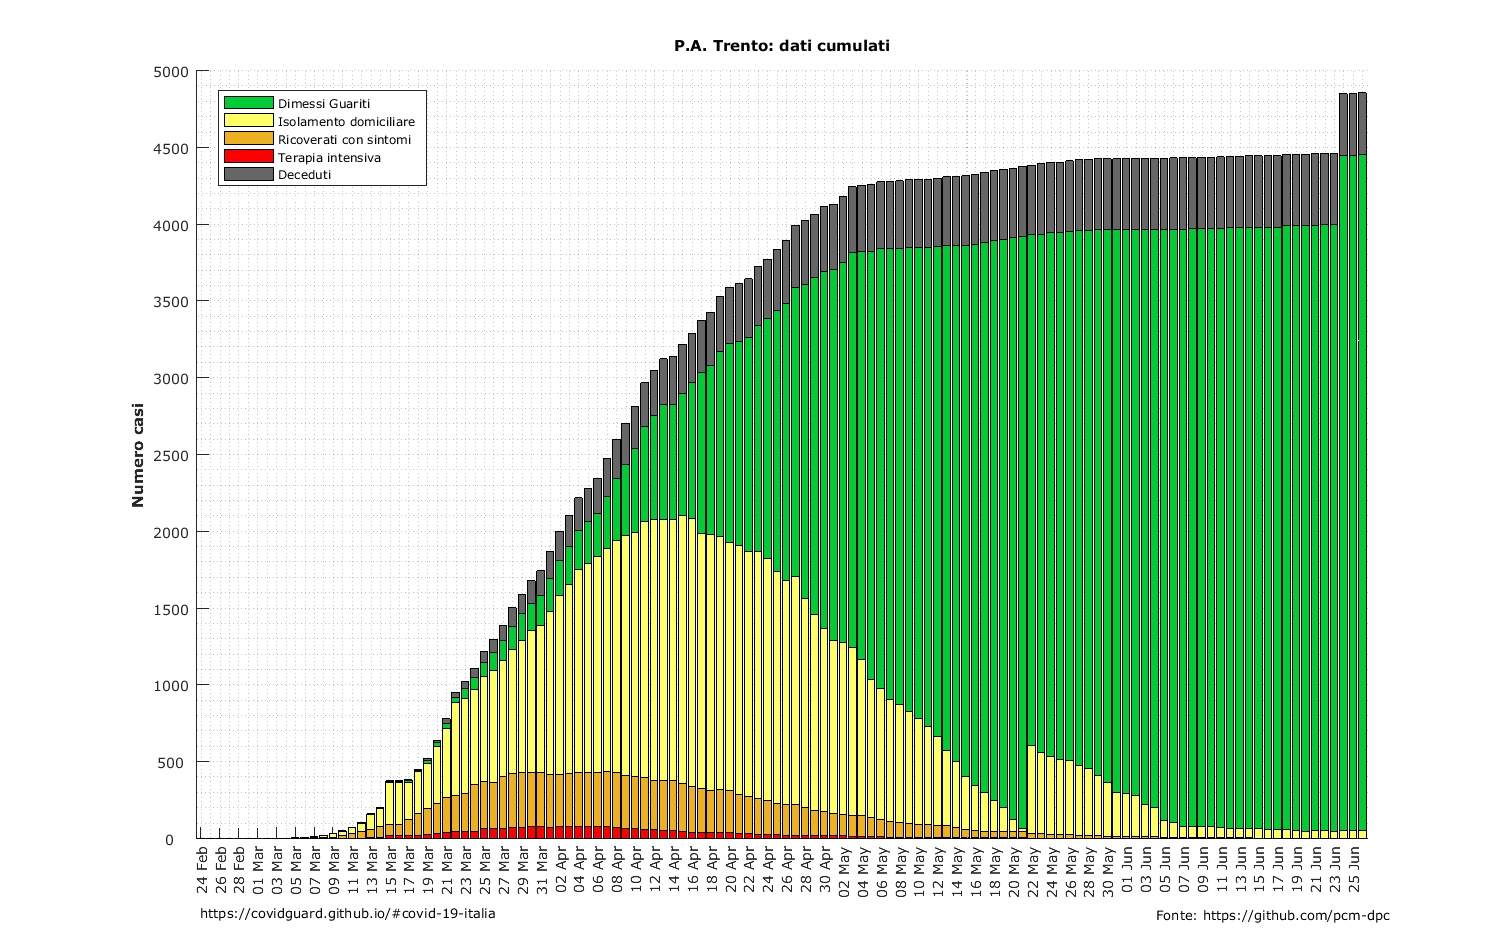 P.A. Trento: dati cumulati
5000
4500
4000
3500
3000
2500
2000
1500
1000
500
0
Numero casi
Dimessi Guariti
Isolamento domiciliare
Ricoverati con sintomi
Terapia intensiva
Deceduti
24 Feb
26 Feb
28 Feb
01 Mar
03 Mar
05 Mar
07 Mar
09 Mar
11 Mar
13 Mar
15 Mar
17 Mar
19 Mar
21 Mar
23 Mar
25 Mar
27 Mar
29 Mar
31 Mar
02 Apr
04 Apr
06 Apr
08 Apr
10 Apr
12 Apr
14 Apr
16 Apr
18 Apr
20 Apr
22 Apr
24 Apr
26 Apr
28 Apr
30 Apr
02 May
04 May
06 May
08 May
10 May
12 May
14 May
16 May
18 May
20 May
22 May
24 May
26 May
28 May
30 May
01 Jun
03 Jun
05 Jun
07 Jun
09 Jun
11 Jun
13 Jun
15 Jun
17 Jun
19 Jun
21 Jun
23 Jun
25 Jun
https://covidguard.github.io/#covid-19-italia
Fonte: https://github.com/pcm-dpc